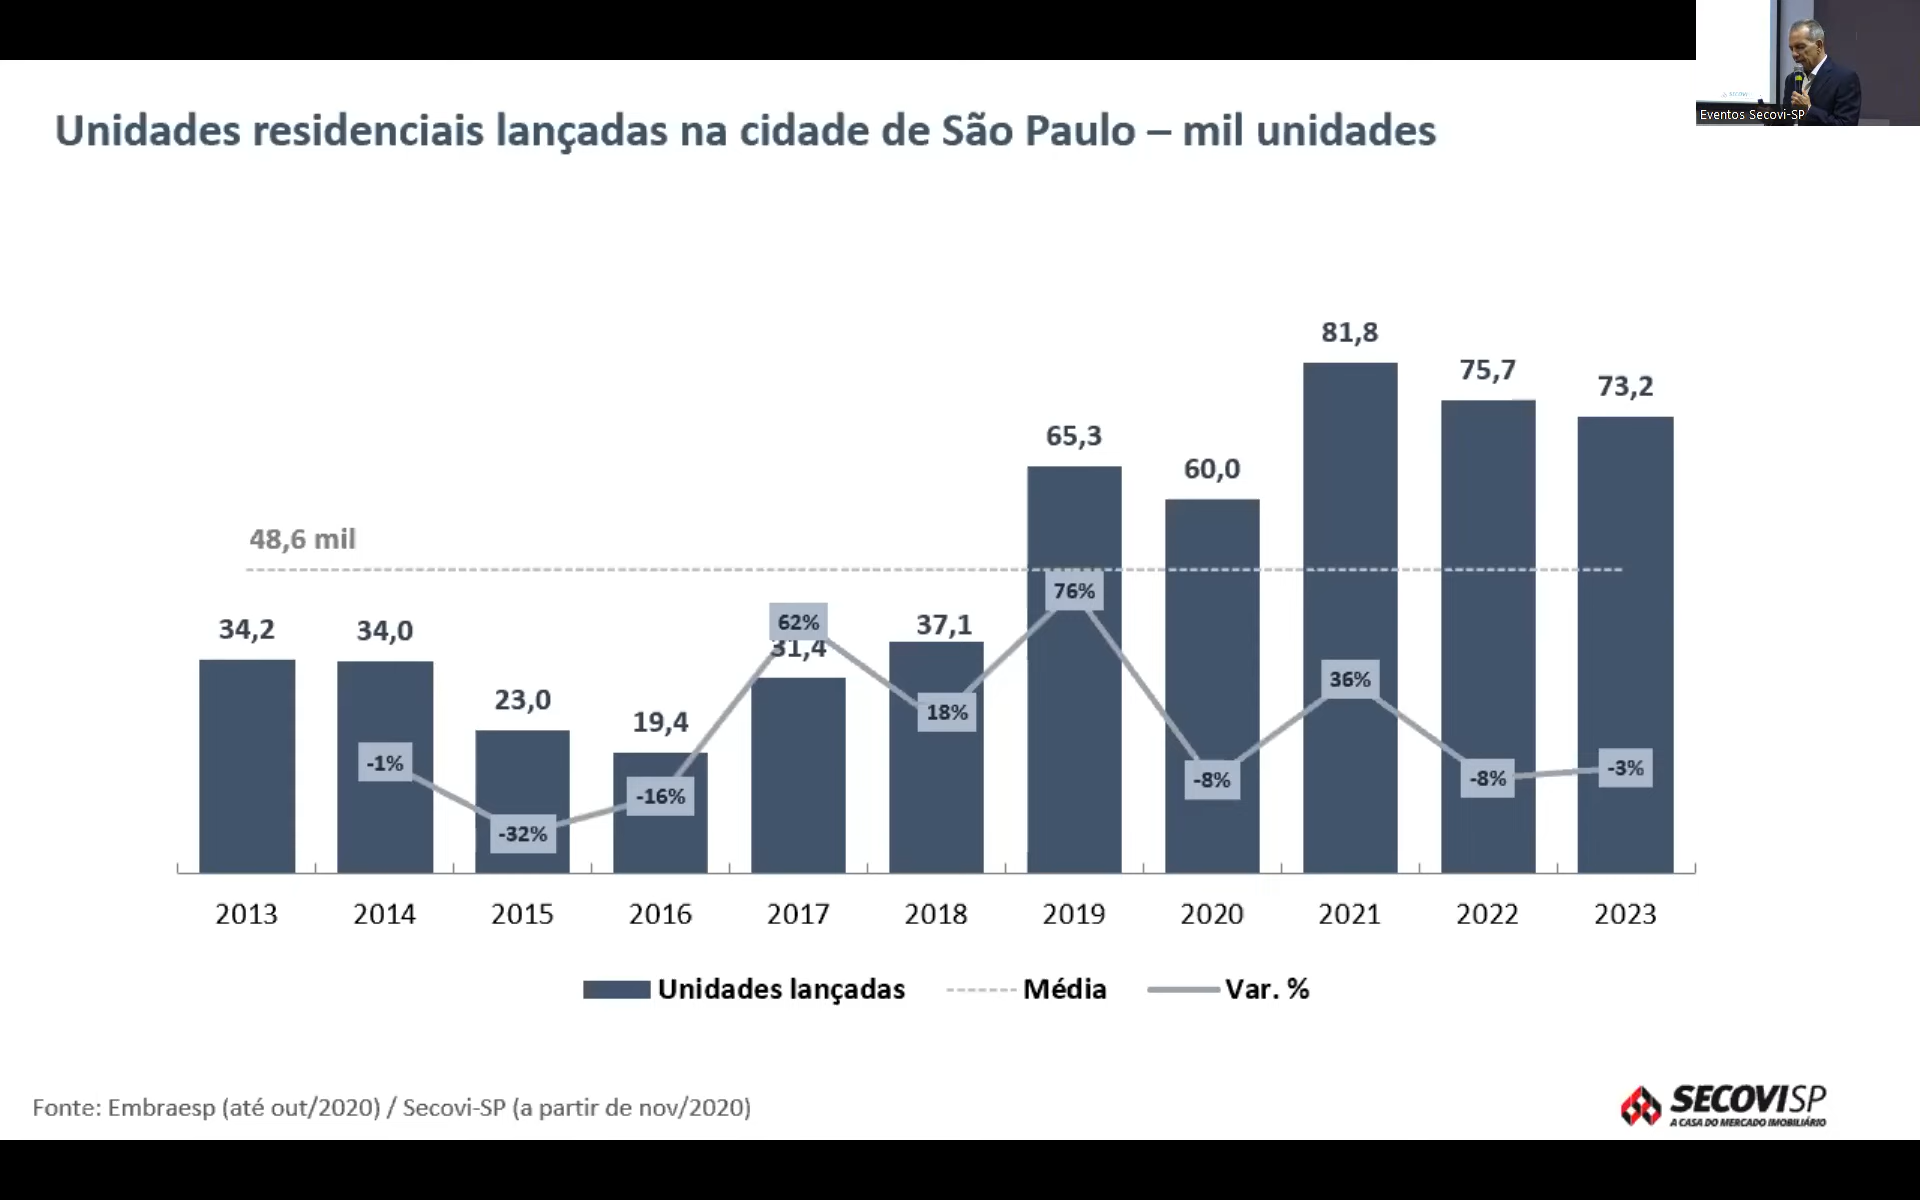 Eventos Secovi-SP
Unidades residenciais lançadas na cidade de São Paulo – mil unidades
81,8
75,7
73,2
65,3
60,0
48,6 mil
76%
34,2
34,0
62%
31,4
37,1
23,0
19,4
36%
18%
-1%
-32%
-16%
-8%
-8%
-3%
2013 2014 2015 2016 2017 2018 2019 2020 2021 2022 2023
Unidades lançadas Média Var. %
Fonte: Embraesp (até out/2020) / Secovi-SP (a partir de nov/2020)
SECOVISP
A CASA DO MERCADO IMOBILIÁRIO